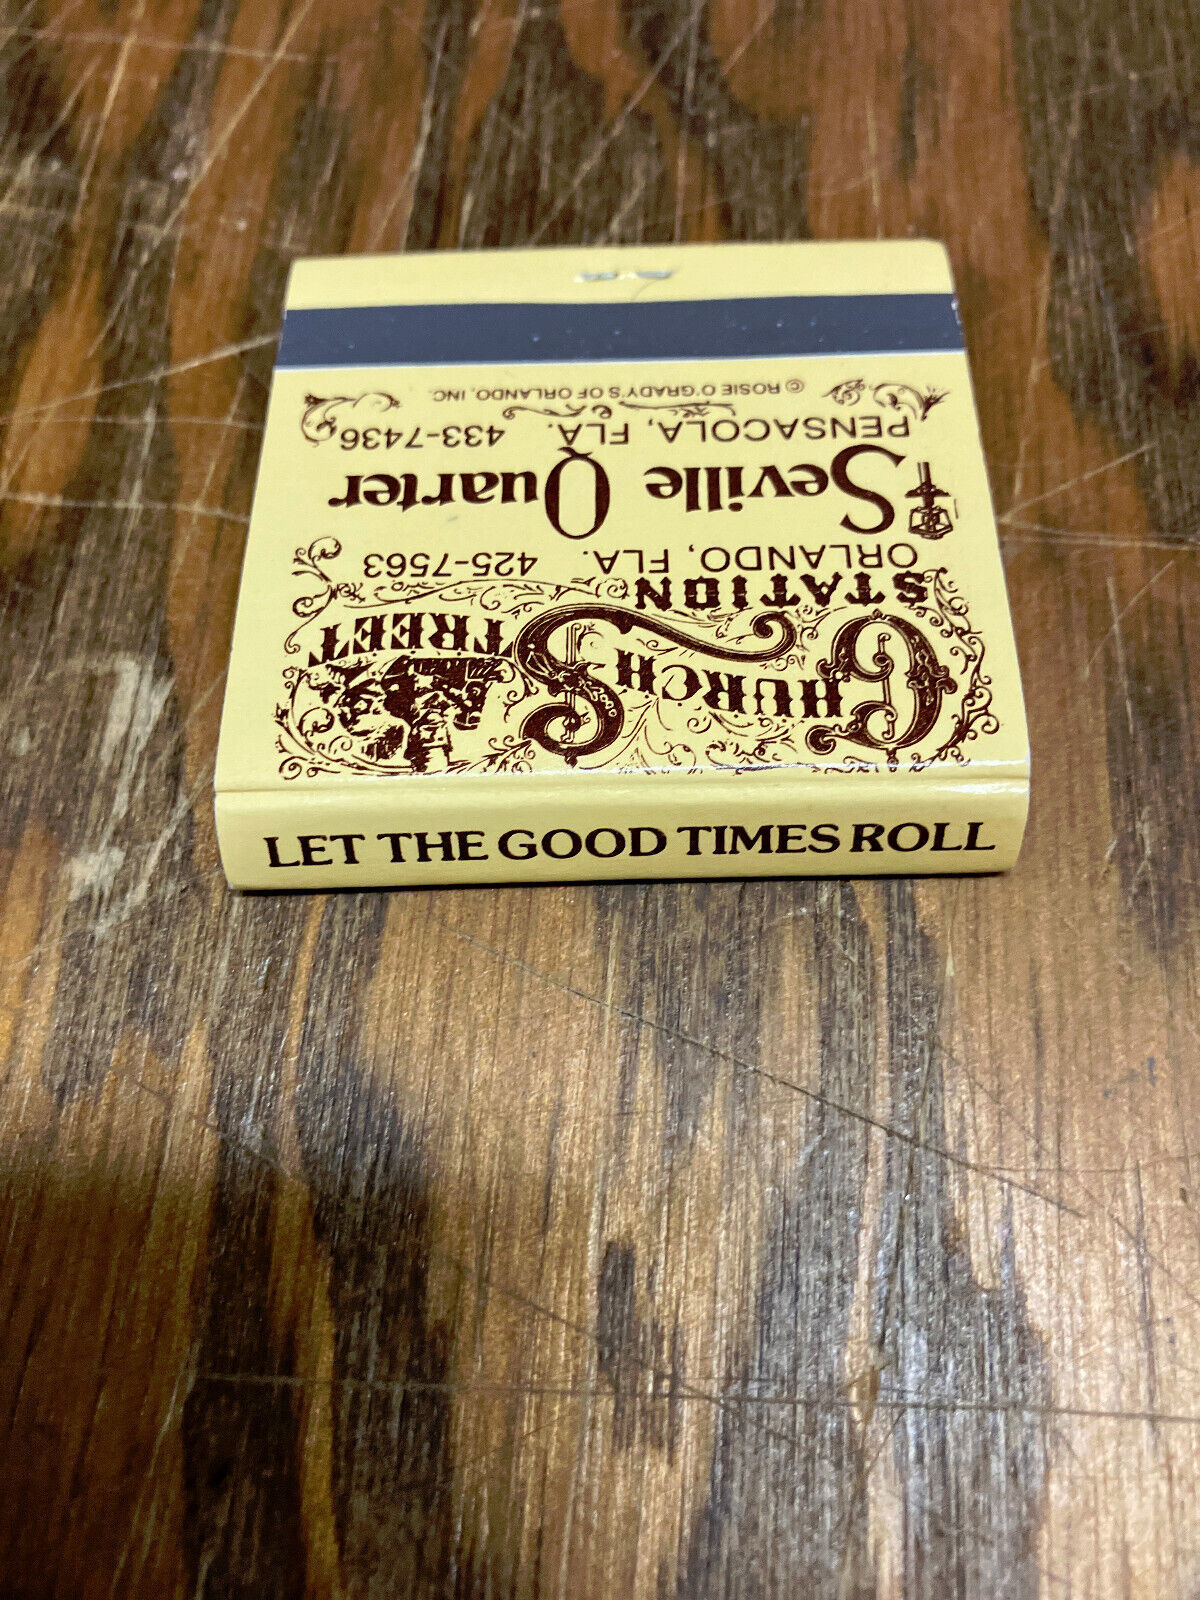 CHURCH STREET
STATION
ORLANDO, FLA. 425-7563
Seville Quarter
PENSACOLA, FLA. 433-7436
© ROSIE O'GRADY'S OF ORLANDO, INC.
LET THE GOOD TIMES ROLL